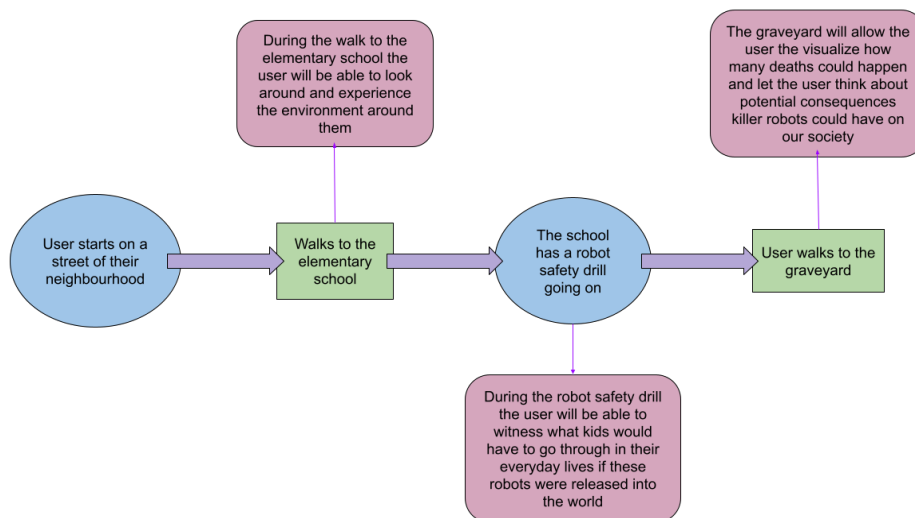 During the walk to the
elementary school the
user will be able to look
around and experience
the environment around
them
The graveyard will allow the
user the visualize how
many deaths could happen
and let the user think about
potential consequences
killer robots could have on
our society
User starts on a
street of their
neighbourhood
Walks to the
elementary
school
The school
has a robot
safety drill
going on
User walks to the
graveyard
During the robot safety drill
the user will be able to
witness what kids would
have to go through in their
everyday lives if these
robots were released into
the world